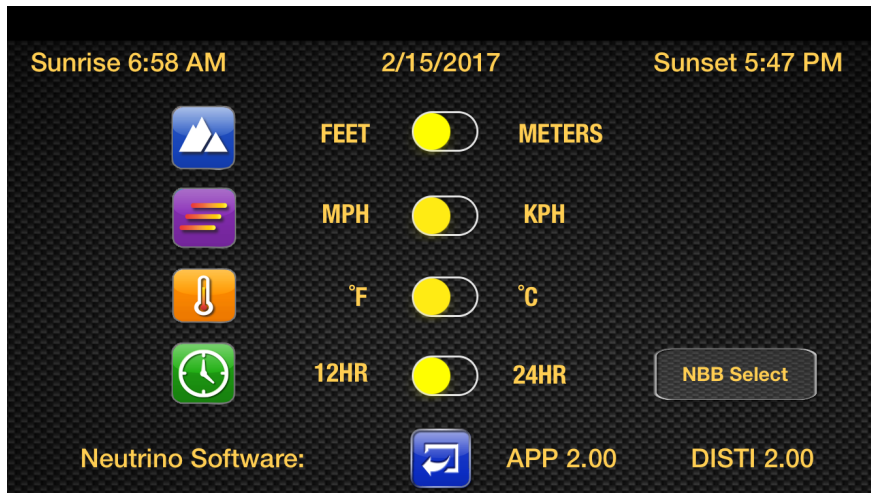 Sunrise 6:58 AM 2/15/2017 Sunset 5:47 PM
FEET METERS
MPH KPH
°F °C
12HR 24HR NBB Select
Neutrino Software: APP 2.00 DISTI 2.00